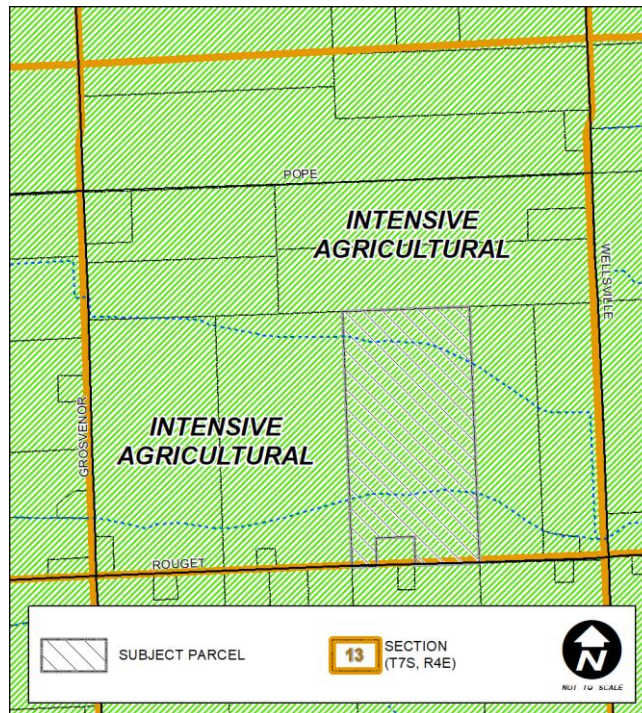 POPE
INTENSIVE
AGRICULTURAL
WELLSVILLE
GROSVENOR
INTENSIVE
AGRICULTURAL
ROUGET
SUBJECT PARCEL
13
SECTION
(T7S, R4E)
N
NOT TO SCALE